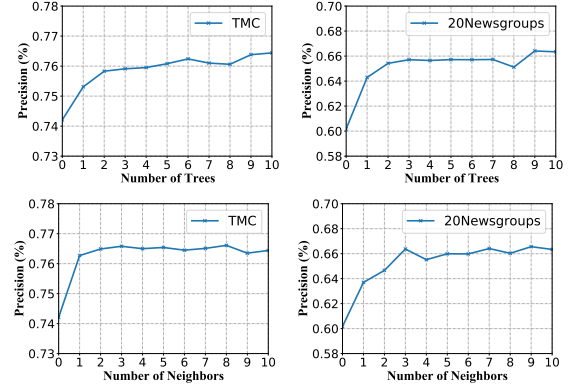 0.78
0.77
0.76
0.75
0.74
0.73
Precision (%)
TMC
0 1 2 3 4 5 6 7 8 9 10
Number of Trees
0.70
0.68
0.66
0.64
0.62
0.60
0.58
Precision (%)
20Newsgroups
0 1 2 3 4 5 6 7 8 9 10
Number of Trees
0.78
0.77
0.76
0.75
0.74
0.73
Precision (%)
TMC
0 1 2 3 4 5 6 7 8 9 10
Number of Neighbors
0.70
0.68
0.66
0.64
0.62
0.60
0.58
Precision (%)
20Newsgroups
0 1 2 3 4 5 6 7 8 9 10
Number of Neighbors